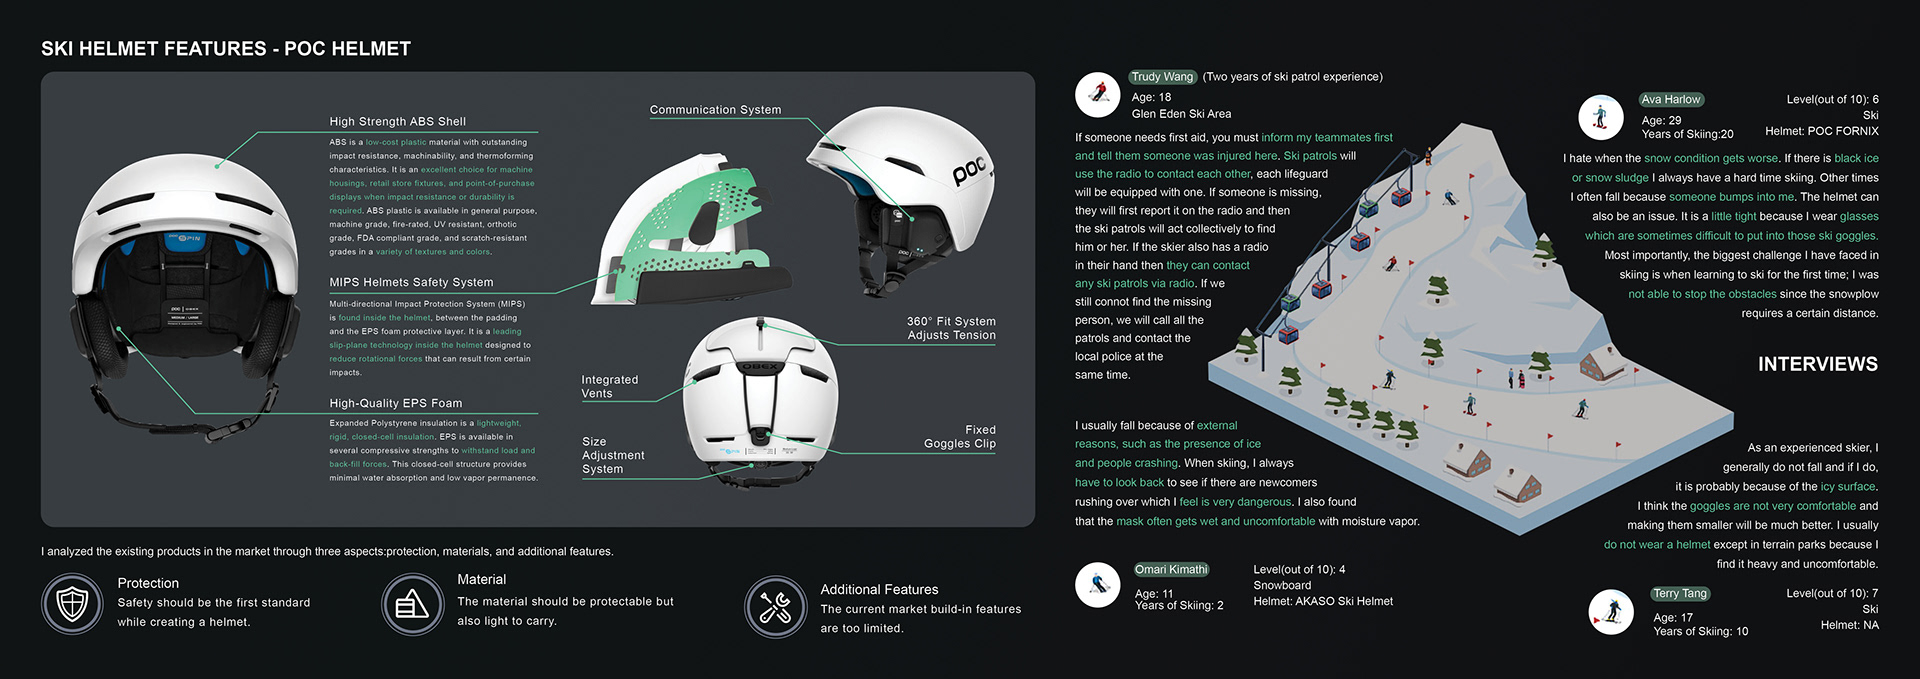 SKI HELMET FEATURES - POC HELMET
High Strength ABS Shell
ABS is a low-cost plastic material with outstanding
impact resistance, machinability, and thermoforming
characteristics. It is an excellent choice for machine
housings, retail store fixtures, and point-of-purchase
displays when impact resistance or durability is
required. ABS plastic is available in general purpose,
machine grade, fire-rated, UV resistant, orthotic
grade, FDA compliant grade, and scratch-resistant
grades in a variety of textures and colors.
MIPS Helmets Safety System
Multi-directional Impact Protection System (MIPS)
is found inside the helmet, between the padding
and the EPS foam protective layer. It is a leading
slip-plane technology inside the helmet designed to
reduce rotational forces that can result from certain
impacts.
High-Quality EPS Foam
Expanded Polystyrene insulation is a lightweight,
rigid, closed-cell insulation. EPS is available in
several compressive strengths to withstand load and
back-fill forces. This closed-cell structure provides
minimal water absorption and low vapor permanence.
SPIN
poc
Communication System
poc
360° Fit System
Adjusts Tension
Integrated
Vents
OBEX
Size
Adjustment
System
Fixed
Goggles Clip
I analyzed the existing products in the market through three aspects:protection, materials, and additional features.
Protection
Safety should be the first standard
while creating a helmet.
Material
The material should be protectable but
also light to carry.
Additional Features
The current market build-in features
are too limited.
Trudy Wang (Two years of ski patrol experience)
Age: 18
Glen Eden Ski Area
If someone needs first aid, you must inform my teammates first
and tell them someone was injured here. Ski patrols will
use the radio to contact each other, each lifeguard
will be equipped with one. If someone is missing,
they will first report it on the radio and then
the ski patrols will act collectively to find
him or her. If the skier also has a radio
in their hand then they can contact
any ski patrols via radio. If we
still connot find the missing
person, we will call all the
patrols and contact the
local police at the
same time.
Ava Harlow
Age: 29
Years of Skiing:20
Level(out of 10): 6
Ski
Helmet: POC FORNIX
I hate when the snow condition gets worse. If there is black ice
or snow sludge I always have a hard time skiing. Other times
I often fall because someone bumps into me. The helmet can
also be an issue. It is a little tight because I wear glasses
which are sometimes difficult to put into those ski goggles.
Most importantly, the biggest challenge I have faced in
skiing is when learning to ski for the first time; I was
not able to stop the obstacles since the snowplow
requires a certain distance.
INTERVIEWS
I usually fall because of external
reasons, such as the presence of ice
and people crashing. When skiing, I always
have to look back to see if there are newcomers
rushing over which I feel is very dangerous. I also found
that the mask often gets wet and uncomfortable with moisture vapor.
Omari Kimathi
Age: 11
Years of Skiing: 2
Level(out of 10): 4
Snowboard
Helmet: AKASO Ski Helmet
As an experienced skier, I
generally do not fall and if I do,
it is probably because of the icy surface.
I think the goggles are not very comfortable and
making them smaller will be much better. I usually
do not wear a helmet except in terrain parks because I
find it heavy and uncomfortable.
Terry Tang
Age: 17
Years of Skiing: 10
Level(out of 10): 7
Ski
Helmet: NA